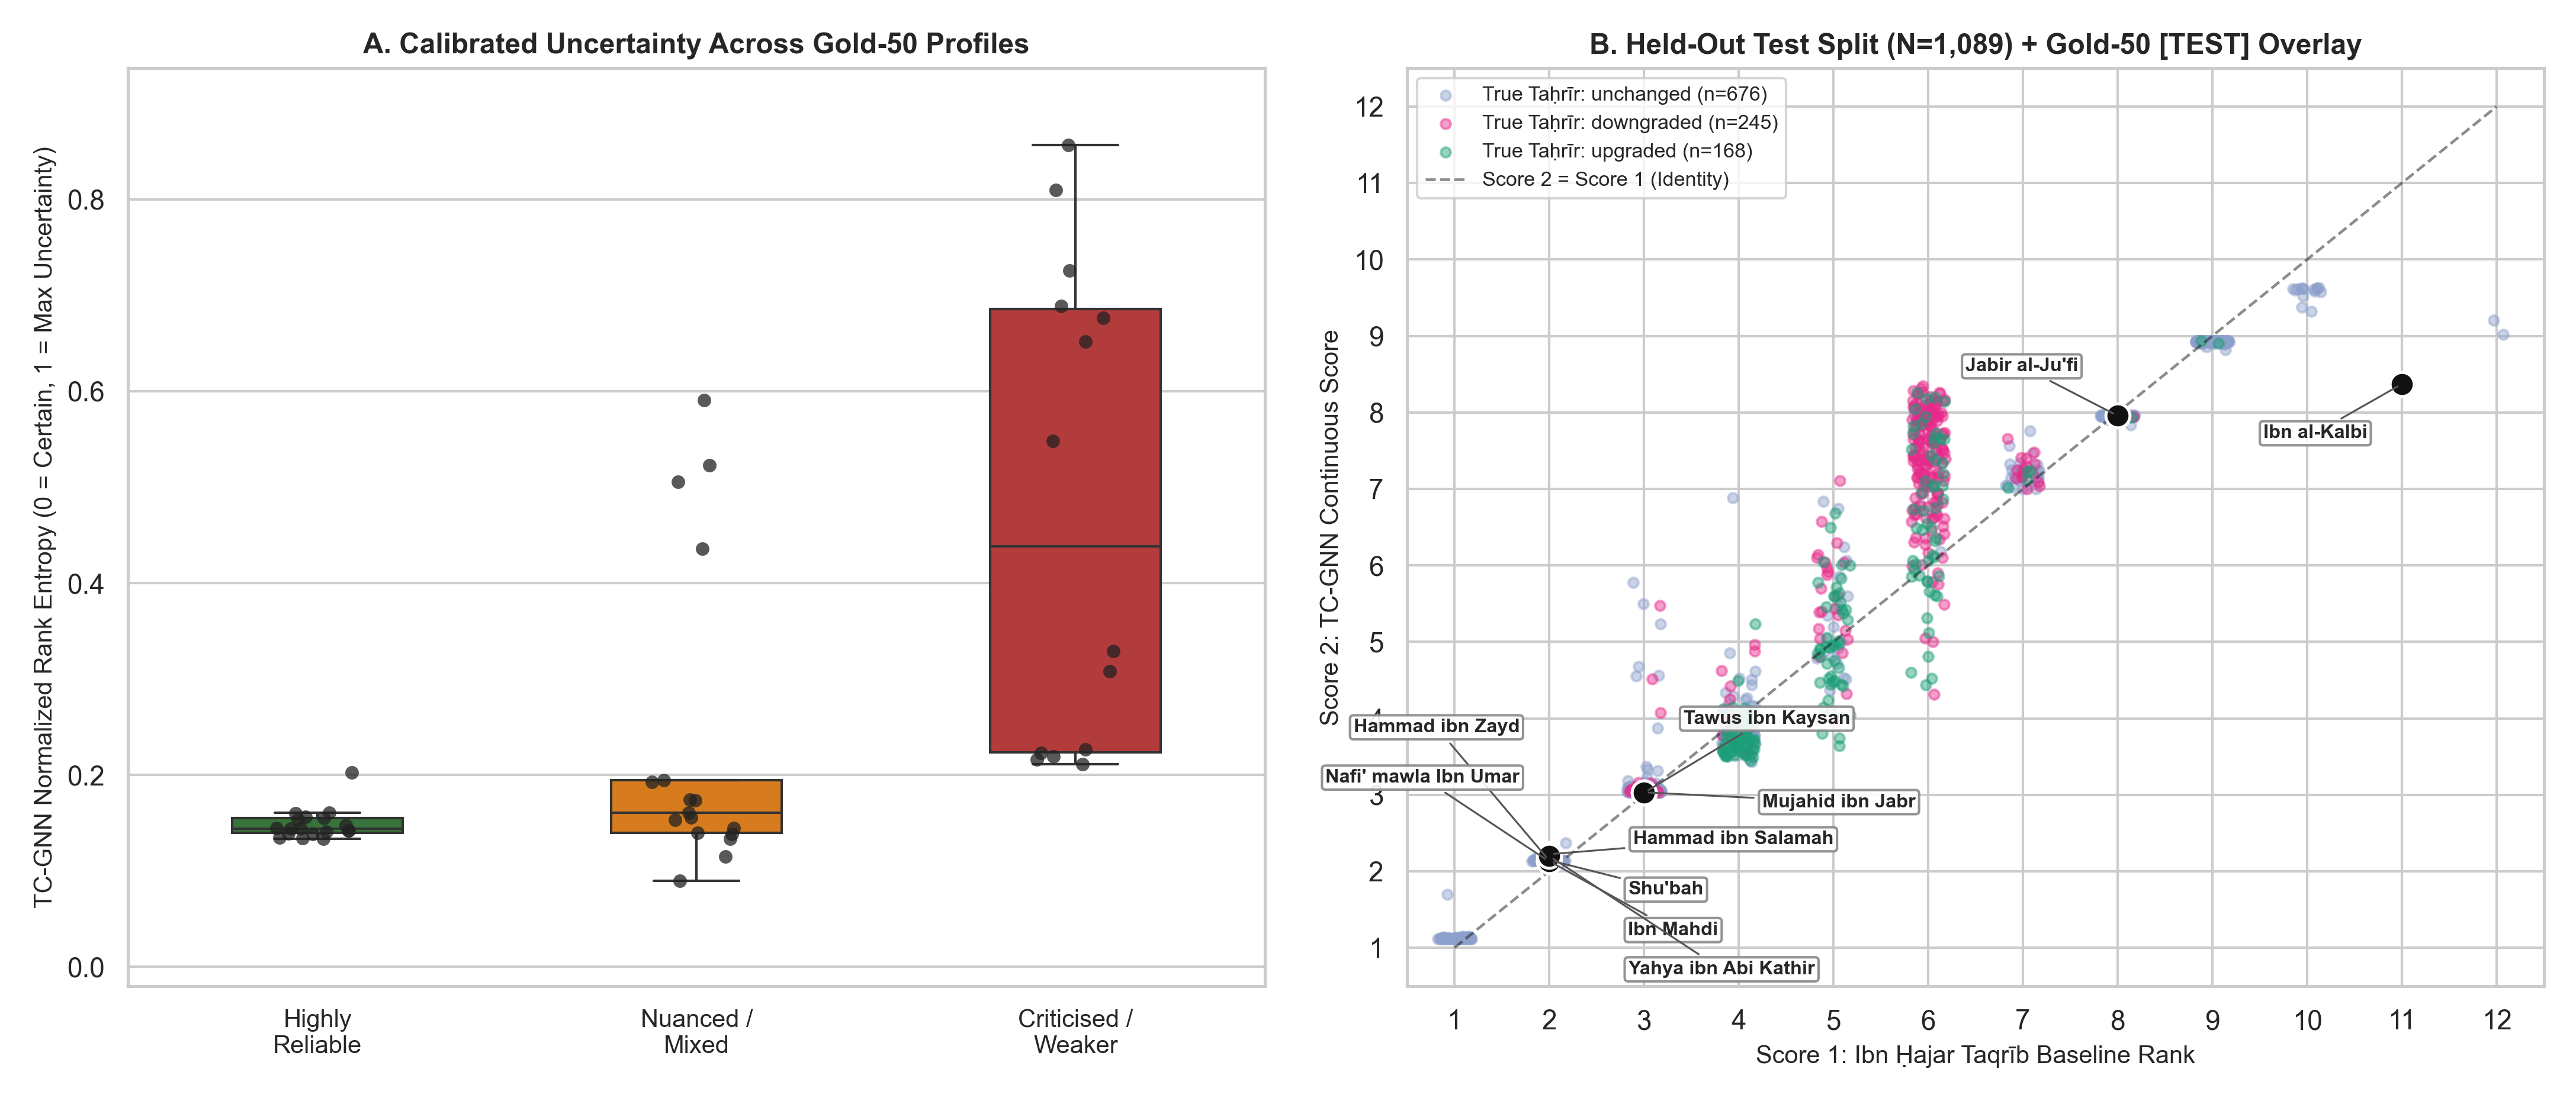 A. Calibrated Uncertainty Across Gold-50 Profiles
TC-GNN Normalized Rank Entropy (0 = Certain, 1 = Max Uncertainty)
0.8
0.6
0.4
0.2
0.0
Highly
Reliable
Nuanced /
Mixed
Criticised /
Weaker
B. Held-Out Test Split (N=1,089) + Gold-50 [TEST] Overlay
Score 2: TC-GNN Continuous Score
12
11
10
9
8
7
6
5
4
3
2
1
True Taḥrīr: unchanged (n=676)
True Taḥrīr: downgraded (n=245)
True Taḥrīr: upgraded (n=168)
Score 2 = Score 1 (Identity)
Jabir al-Ju'fi
Ibn al-Kalbi
Tawus ibn Kaysan
Hammad ibn Zayd
Nafi' mawla Ibn Umar
Mujahid ibn Jabr
Hammad ibn Salamah
Shu'bah
Ibn Mahdi
Yahya ibn Abi Kathir
1 2 3 4 5 6 7 8 9 10 11 12
Score 1: Ibn Ḥajar Taqrīb Baseline Rank